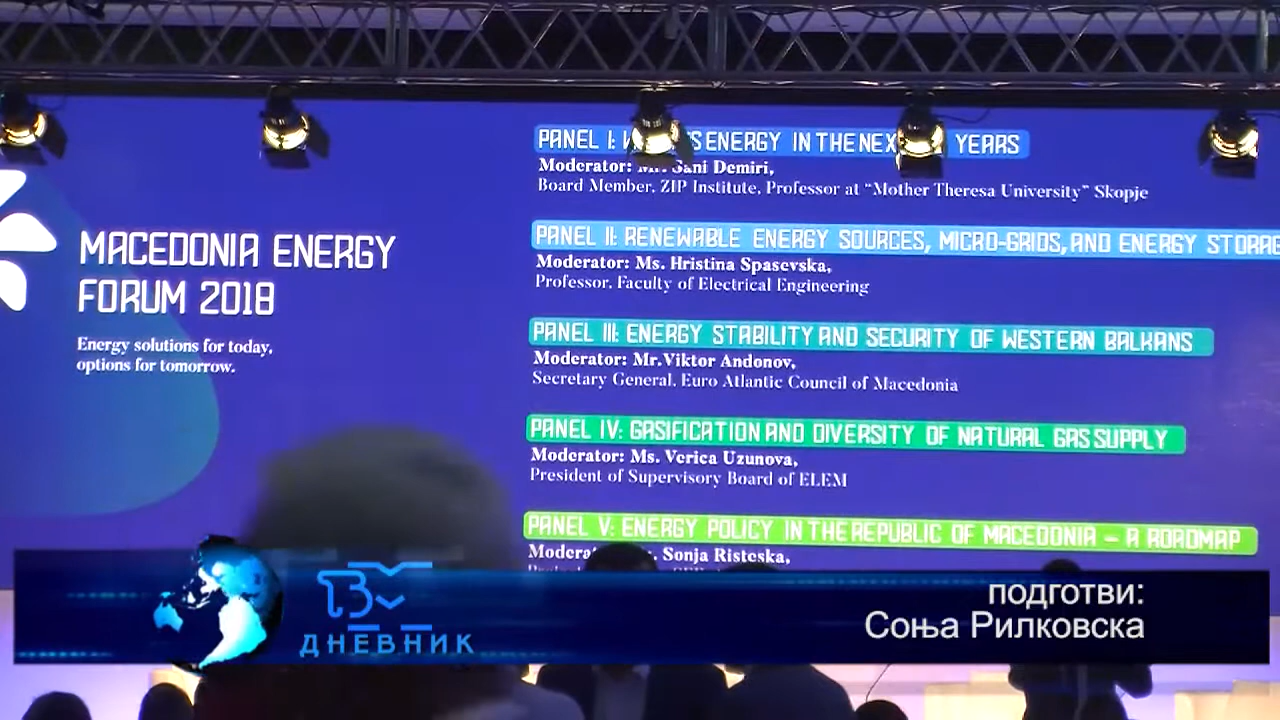 MACEDONIA ENERGY
FORUM 2018
Energy solutions for today,
options for tomorrow.
PANEL I: ENERGY IN THE YEARS
Moderator: Mr. Sani Demiri,
Board Member, ZIP Institute, Professor at “Mother Theresa University” Skopje
PANEL II: RENEWABLE ENERGY SOURCES, MICRO-GRIDS, AND ENERGY
Moderator: Ms. Hristina Spasevska,
Professor, Faculty of Electrical Engineering
PANEL III: ENERGY STABILITY AND SECURITY OF WESTERN BALKANS
Moderator: Mr.Viktor Andonov,
Secretary General, Euro Atlantic Council of Macedonia
PANEL IV: GASIFICATION AND DIVERSITY OF NATURAL GAS SUPPLY
Moderator: Ms. Verica Uzunova,
President of Supervisory Board of ELEM
PANEL V: ENERGY POLICY IN THE REPUBLIC OF MACEDONIA – A ROADMAP
Sonja Risteska,
ТВ
ДНЕВНИК
подготви:
Соња Рилковска